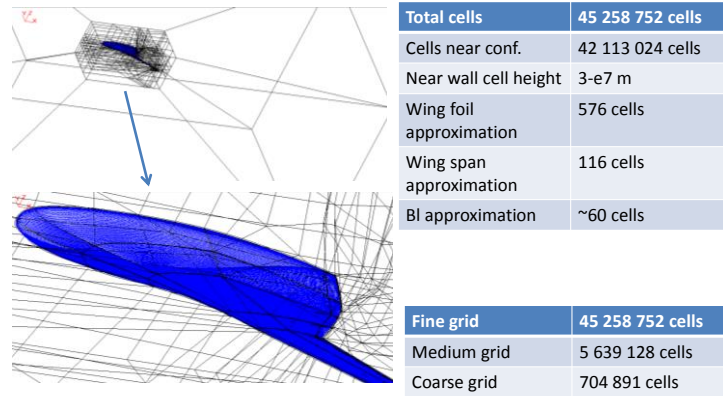 Total cells 45 258 752 cells
Cells near conf. 42 113 024 cells
Near wall cell height 3-e7 m
Wing foil 576 cells
approximation
Wing span 116 cells
approximation
Bl approximation ~60 cells
Fine grid 45 258 752 cells
Medium grid 5 639 128 cells
Coarse grid 704 891 cells